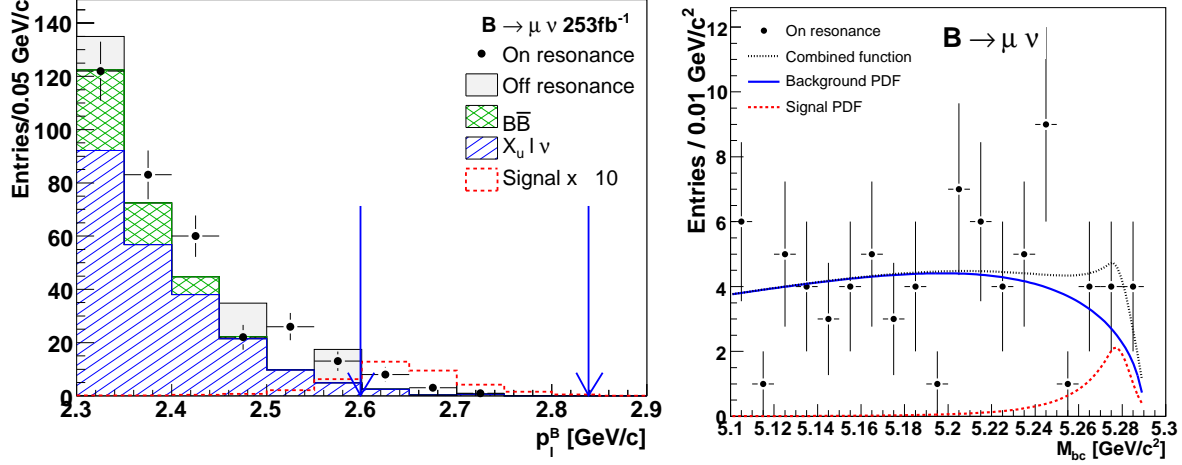 B → μ ν 253fb⁻¹
On resonance
Off resonance
BB̅
X_u l ν
Signal x 10
Entries/0.05 GeV/c
140
120
100
80
60
40
20
0
2.3 2.4 2.5 2.6 2.7 2.8 2.9
p_l^B [GeV/c]
B → μ ν
On resonance
Combined function
Background PDF
Signal PDF
Entries / 0.01 GeV/c²
12
10
8
6
4
2
0
5.1 5.12 5.14 5.16 5.18 5.2 5.22 5.24 5.26 5.28 5.3
M_bc [GeV/c²]